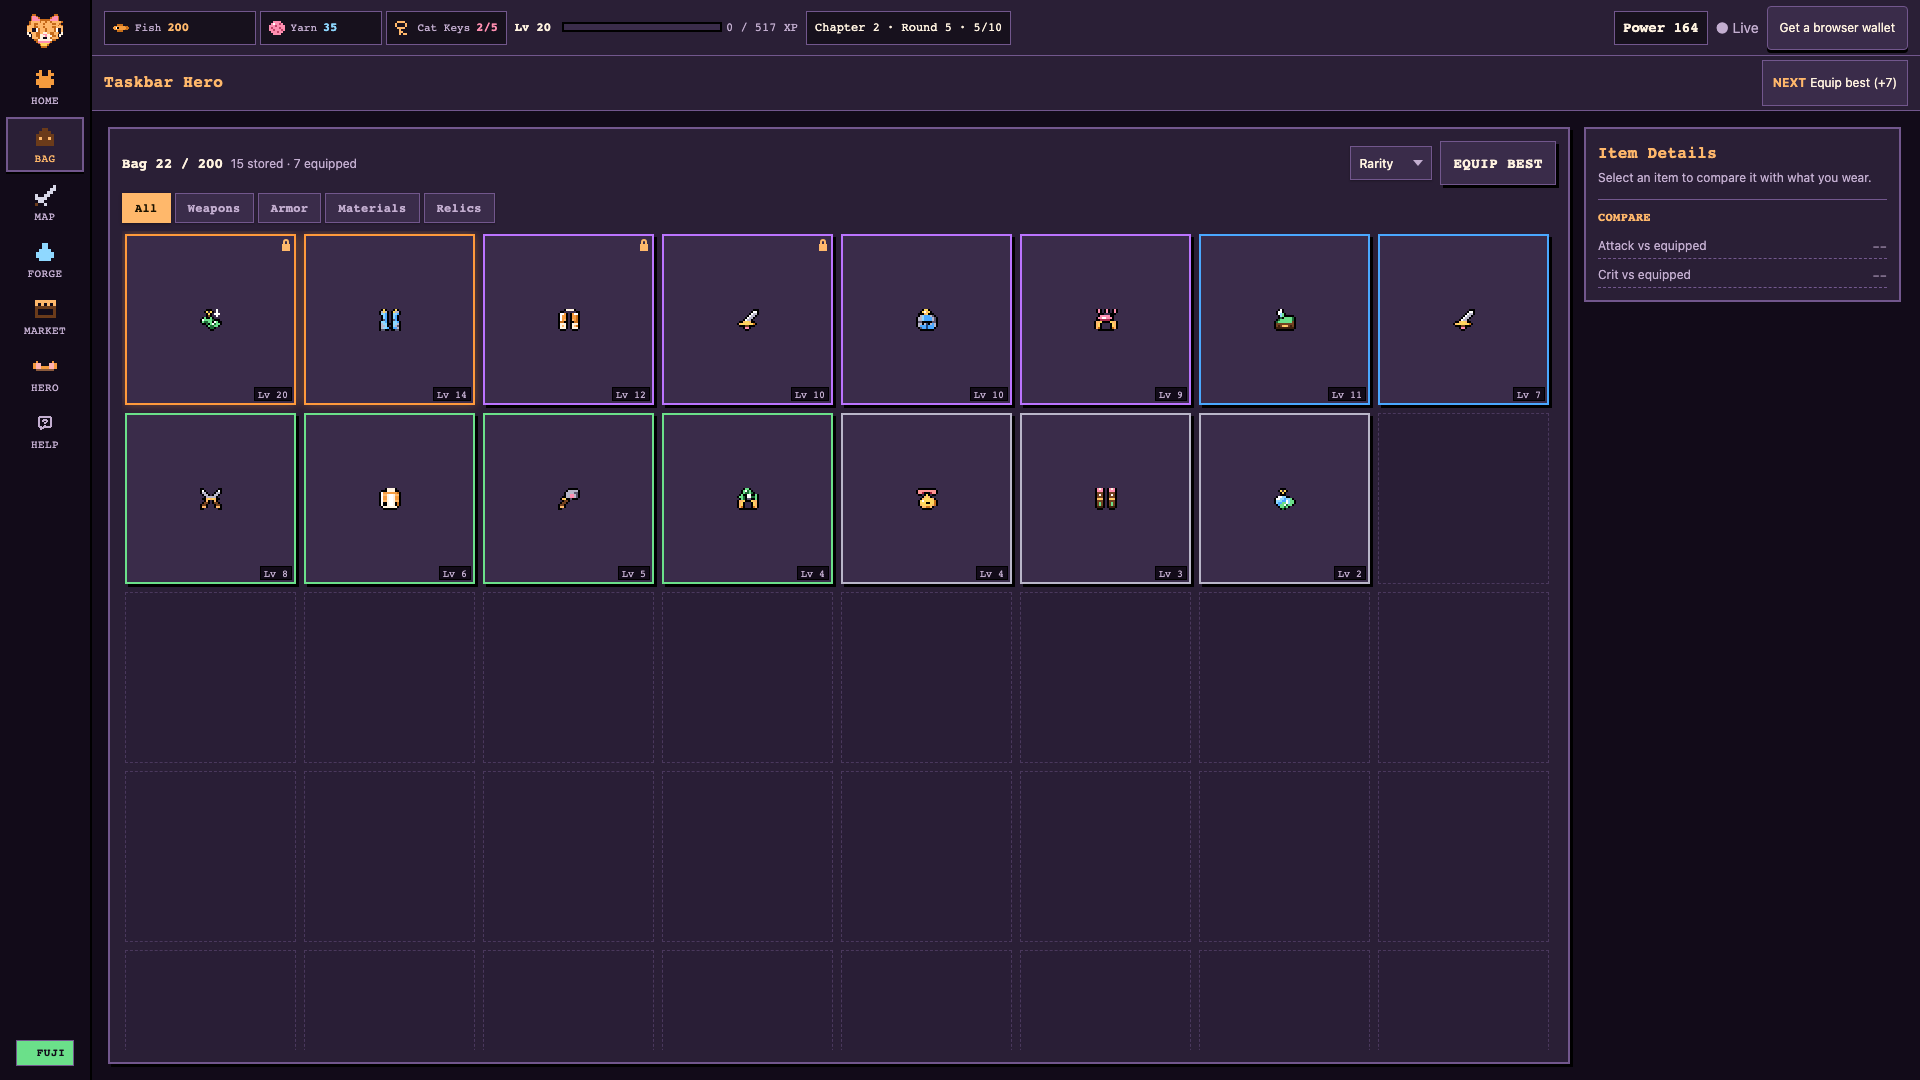 Fish 200
Yarn 35
Cat Keys 2/5
Lv 20
0 / 517 XP
Chapter 2 · Round 5 · 5/10
Power 164
Live
Get a browser wallet
Taskbar Hero
NEXT Equip best (+7)
HOME
BAG
MAP
FORGE
MARKET
HERO
HELP
FUJI
Bag 22 / 200 15 stored · 7 equipped
Rarity
EQUIP BEST
All
Weapons
Armor
Materials
Relics
Lv 20
Lv 14
Lv 12
Lv 10
Lv 10
Lv 9
Lv 11
Lv 7
Lv 8
Lv 6
Lv 5
Lv 4
Lv 4
Lv 3
Lv 2
Item Details
Select an item to compare it with what you wear.
COMPARE
Attack vs equipped --
Crit vs equipped --